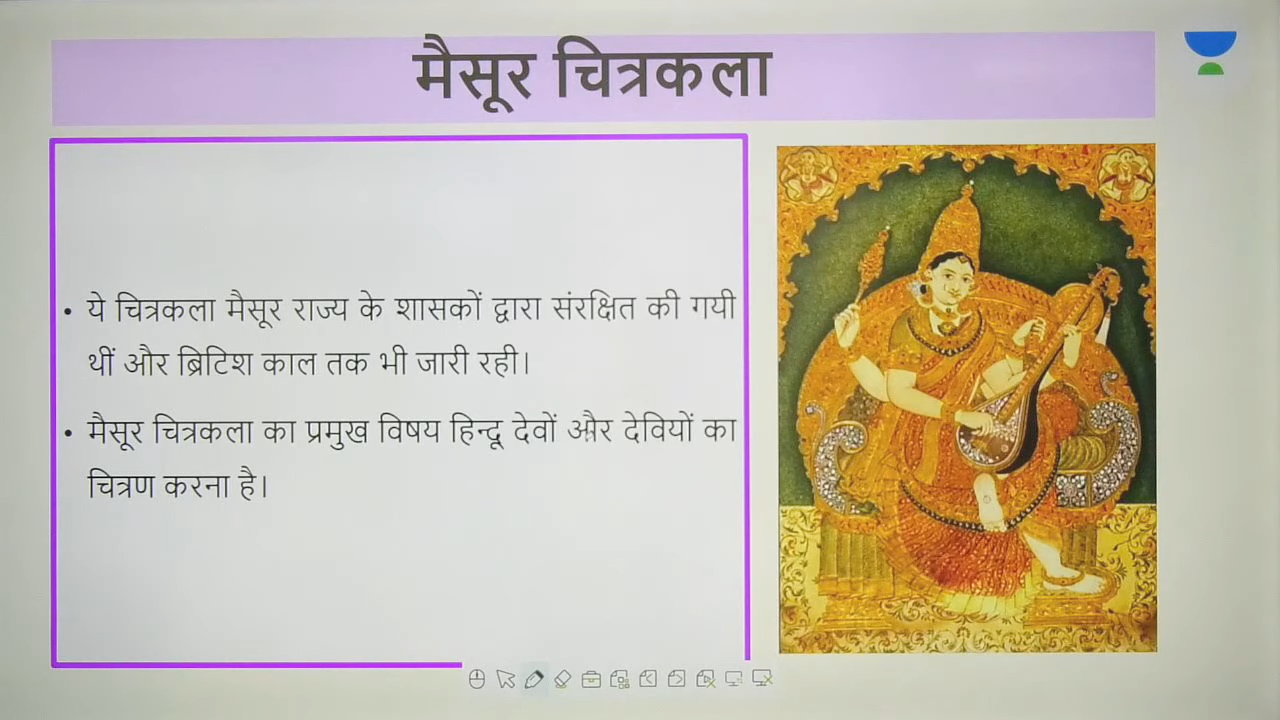 मैसूर चित्रकला
• ये चित्रकला मैसूर राज्य के शासकों द्वारा संरक्षित की गयी
थीं और ब्रिटिश काल तक भी जारी रही।
• मैसूर चित्रकला का प्रमुख विषय हिन्दू देवों और देवियों का
चित्रण करना है।